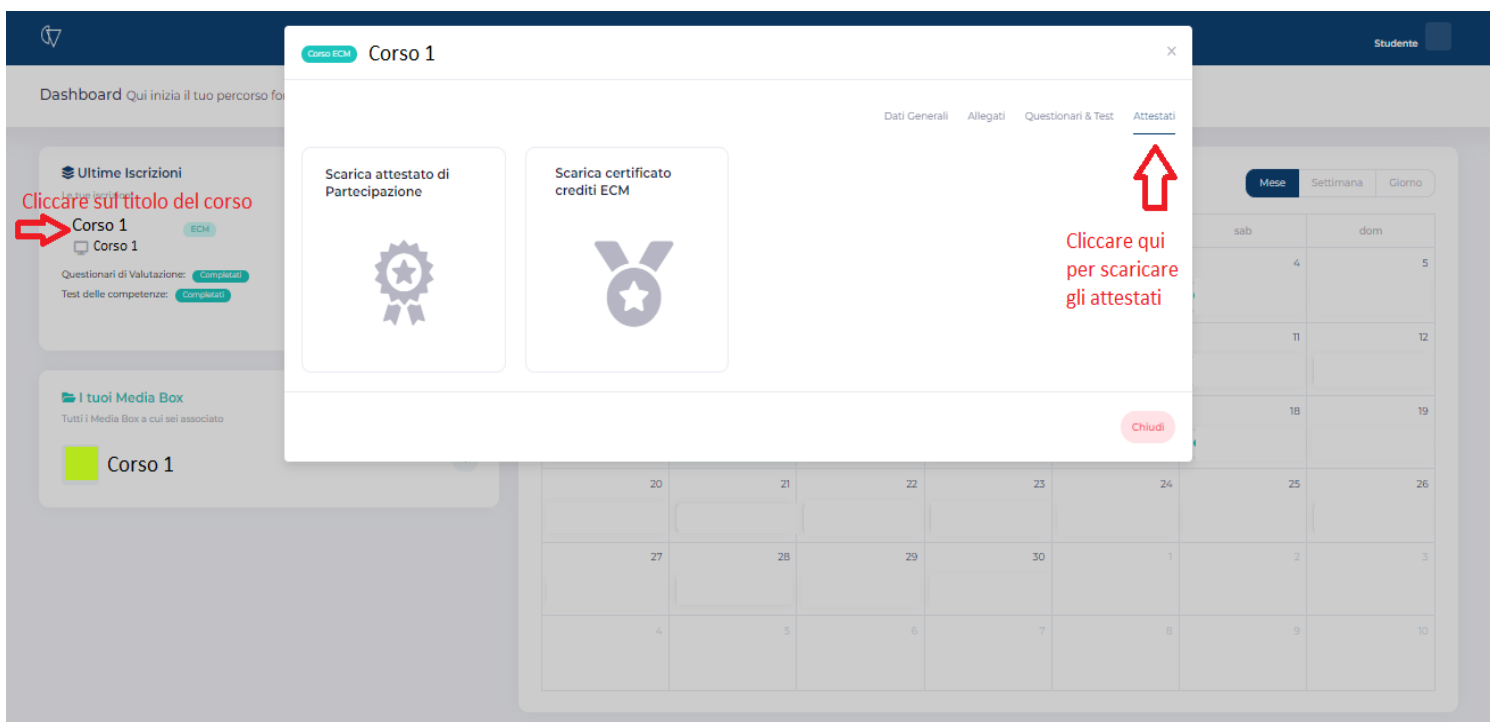 Studente
Corso ECM Corso 1 ×
Dashboard Qui inizia il tuo percorso fo
Dati Generali Allegati Questionari & Test Attestati
Ultime Iscrizioni
Cliccare sul titolo del corso
Corso 1 ECM
Corso 1
Questionari di Valutazione: Completati
Test delle competenze: Completati
Scarica attestato di
Partecipazione
Scarica certificato
crediti ECM
Cliccare qui
per scaricare
gli attestati
Chiudi
I tuoi Media Box
Tutti i Media Box a cui sei associato
Corso 1
Mese Settimana Giorno
sab dom
4 5
11 12
18 19
20 21 22 23 24 25 26
27 28 29 30 1 2 3
4 5 6 7 8 9 10